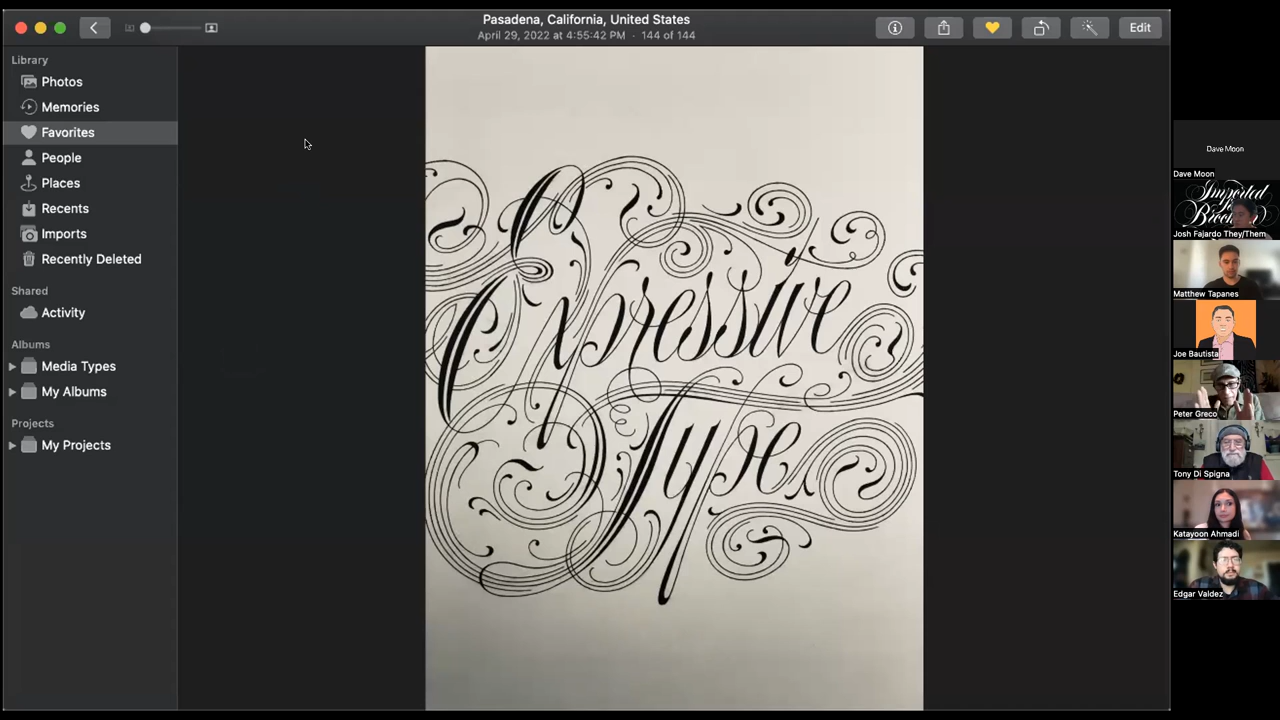 Pasadena, California, United States
April 29, 2022 at 4:55:42 PM · 144 of 144
Edit
Library
Photos
Memories
Favorites
People
Places
Recents
Imports
Recently Deleted
Shared
Activity
Albums
Media Types
My Albums
Projects
My Projects
Expressive
Type
Dave Moon
Dave Moon
Imported
Josh Fajardo They/Them
Matthew Tapanes
Joe Bautista
Peter Greco
Tony Di Spigna
Katayoon Ahmadi
Edgar Valdez